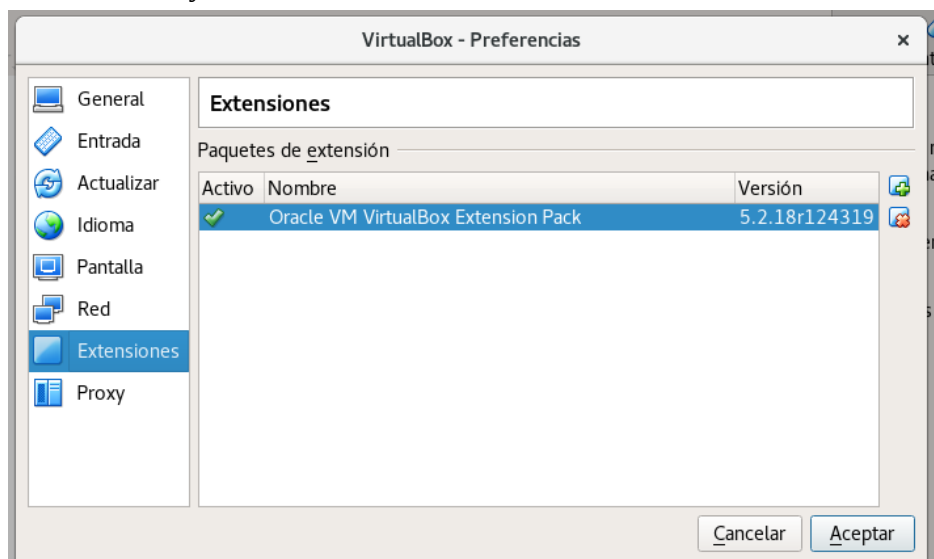 VirtualBox - Preferencias
General
Entrada
Actualizar
Idioma
Pantalla
Red
Extensiones
Proxy
Extensiones
Paquetes de extensión
Activo Nombre Versión
Oracle VM VirtualBox Extension Pack 5.2.18r124319
Cancelar Aceptar